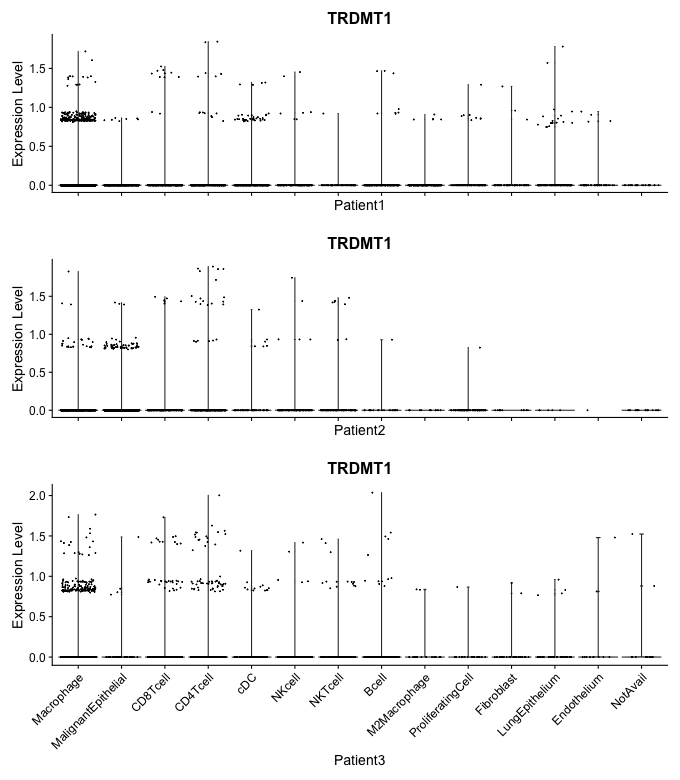 TRDMT1
Expression Level
1.5
1.0
0.5
0.0
Patient1
TRDMT1
Expression Level
1.5
1.0
0.5
0.0
Patient2
TRDMT1
Expression Level
2.0
1.5
1.0
0.5
0.0
Macrophage
MalignantEpithelial
CD8Tcell
CD4Tcell
cDC
NKcell
NKTcell
Bcell
M2Macrophage
ProliferatingCell
Fibroblast
LungEpithelium
Endothelium
NotAvail
Patient3